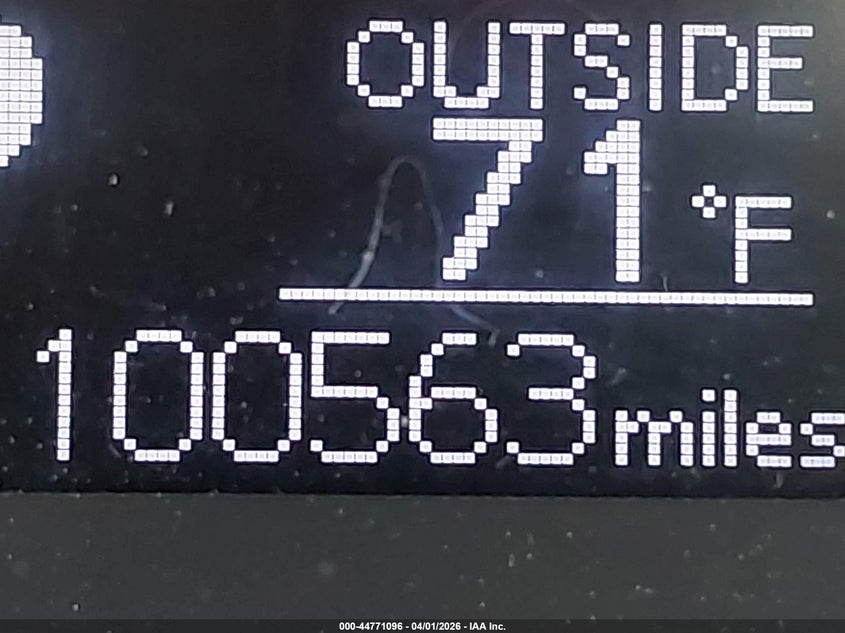 OUTSIDE
71 °F
100563 miles
000-44771096 - 04/01/2026 - IAA Inc.